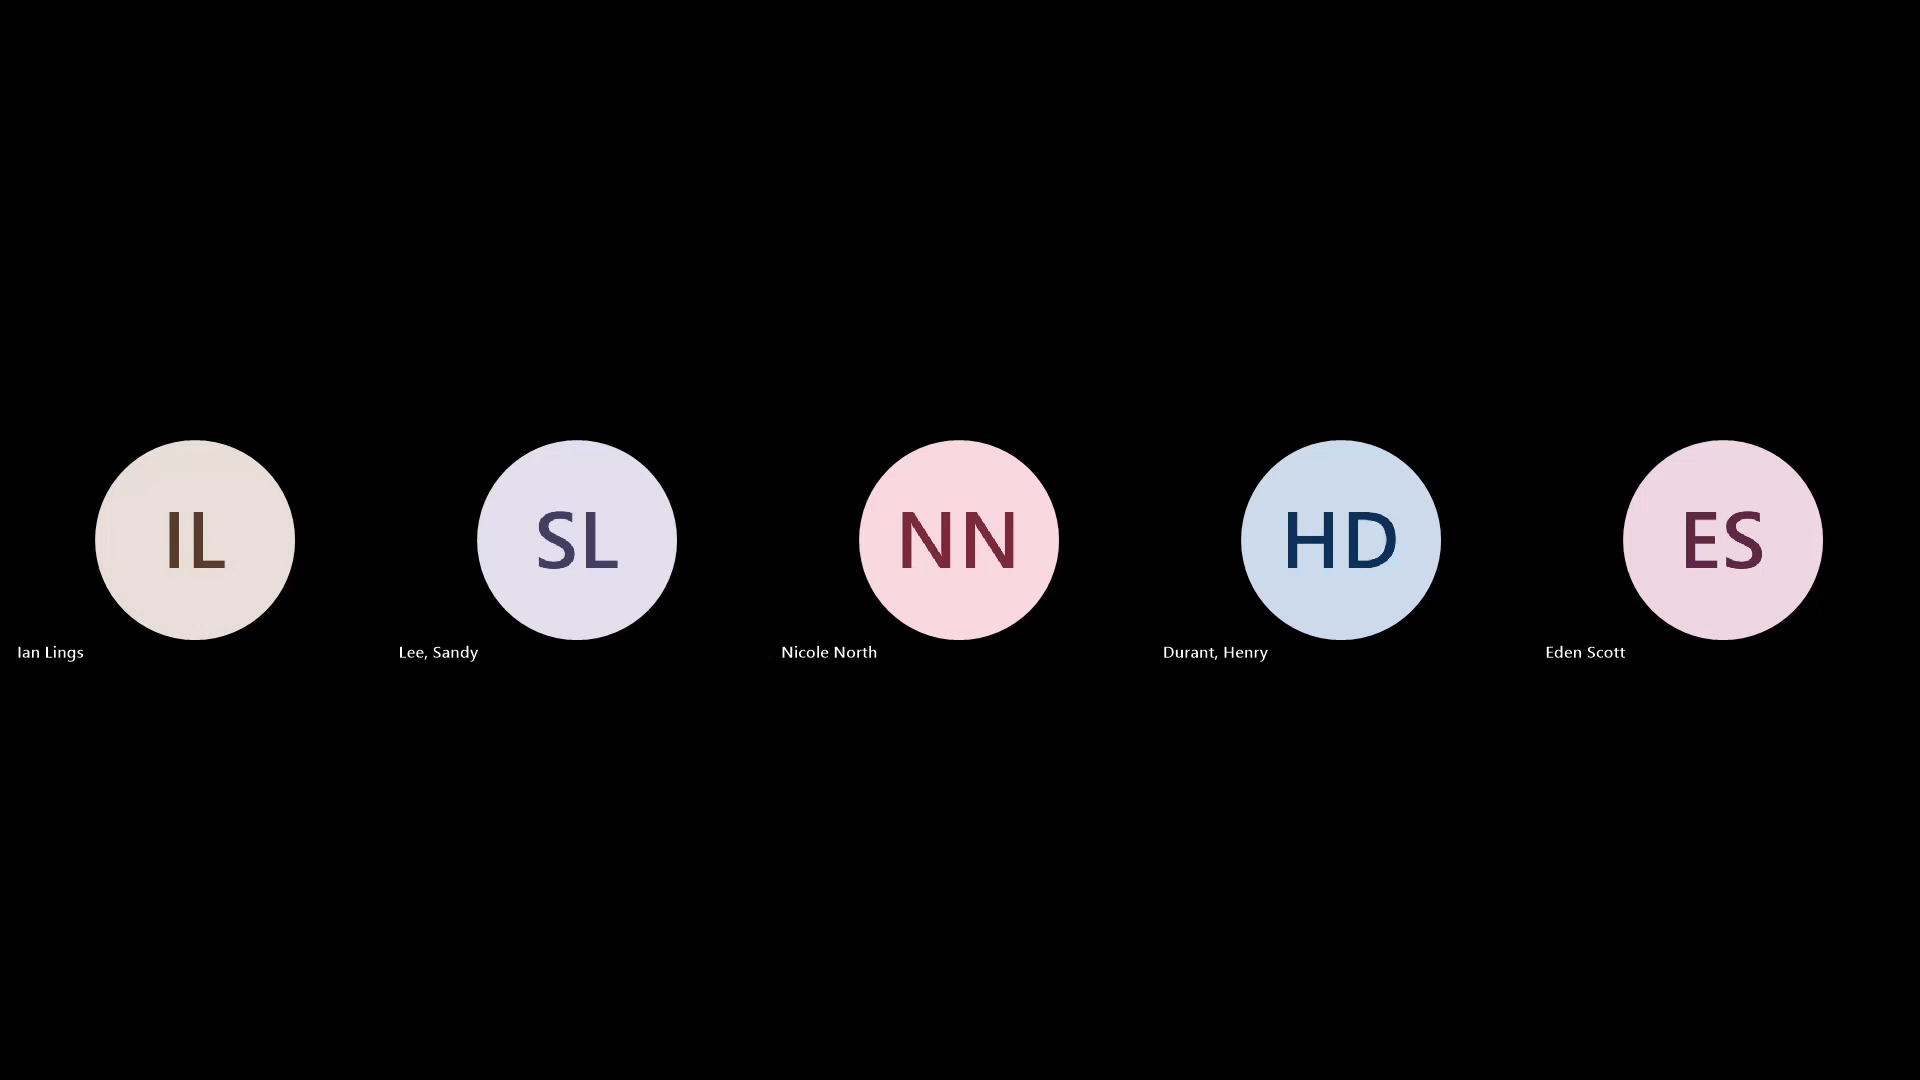 IL
SL
NN
HD
ES
Ian Lings
Lee, Sandy
Nicole North
Durant, Henry
Eden Scott